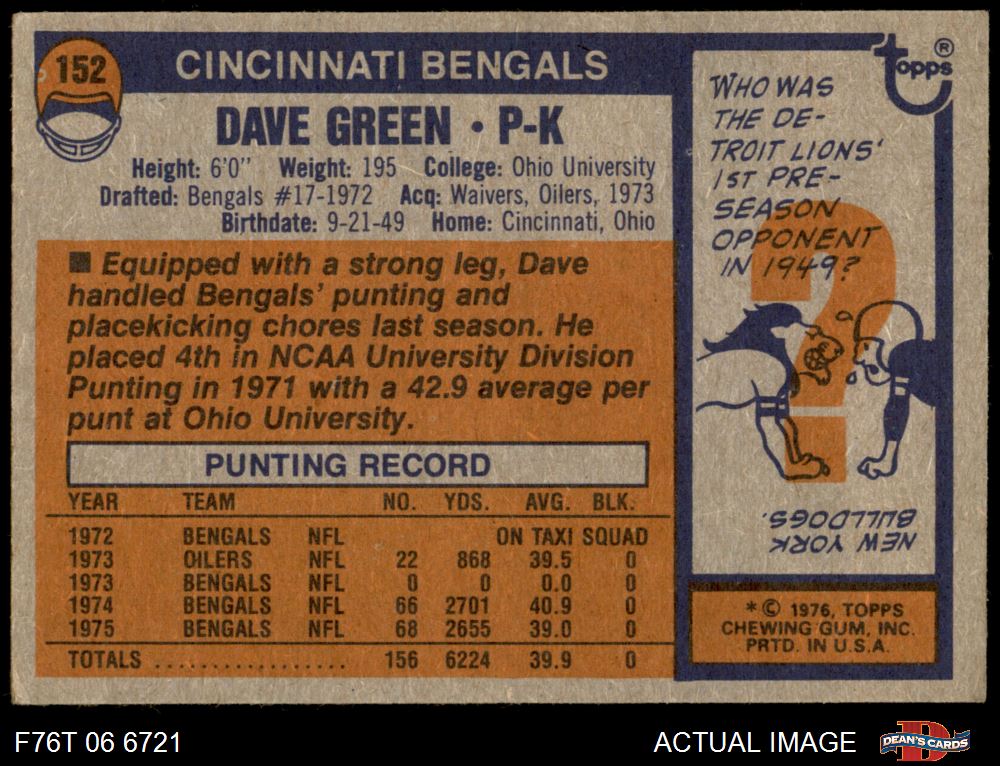 152
CINCINNATI BENGALS
DAVE GREEN • P-K
Height: 6'0" Weight: 195 College: Ohio University
Drafted: Bengals #17-1972 Acq: Waivers, Oilers, 1973
Birthdate: 9-21-49 Home: Cincinnati, Ohio
■ Equipped with a strong leg, Dave
handled Bengals' punting and
placekicking chores last season. He
placed 4th in NCAA University Division
Punting in 1971 with a 42.9 average per
punt at Ohio University.
PUNTING RECORD
YEAR TEAM NO. YDS. AVG. BLK.
1972 BENGALS NFL ON TAXI SQUAD
1973 OILERS NFL 22 868 39.5 0
1973 BENGALS NFL 0 0 0.0 0
1974 BENGALS NFL 66 2701 40.9 0
1975 BENGALS NFL 68 2655 39.0 0
TOTALS .................. 156 6224 39.9 0
topps ®
WHO WAS
THE DE-
TROIT LIONS'
1ST PRE-
SEASON
OPPONENT
IN 1949?
?
NEW YORK
BULLDOGS.
*© 1976, TOPPS
CHEWING GUM, INC.
PRTD. IN U.S.A.
F76T 06 6721
ACTUAL IMAGE
D
DEAN'S CARDS